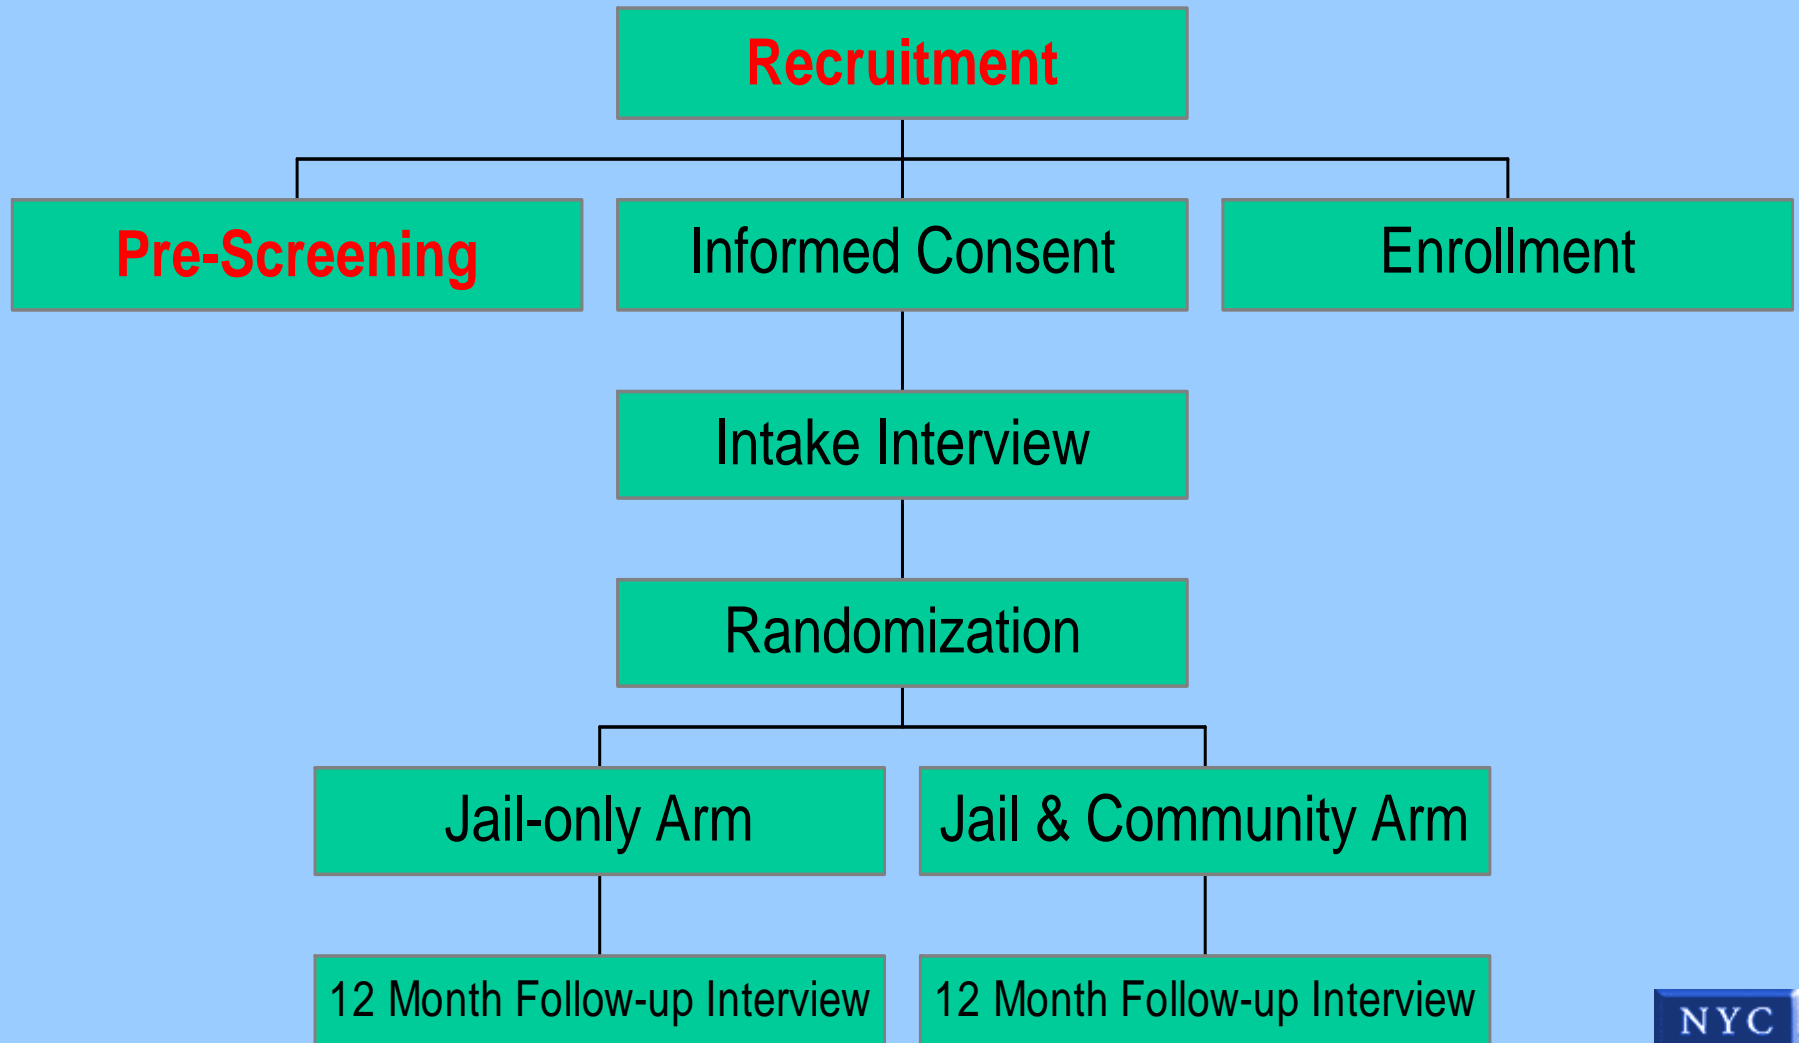 Recruitment
Pre-Screening
Informed Consent
Enrollment
Intake Interview
Randomization
Jail-only Arm
Jail & Community Arm
12 Month Follow-up Interview
12 Month Follow-up Interview
NYC